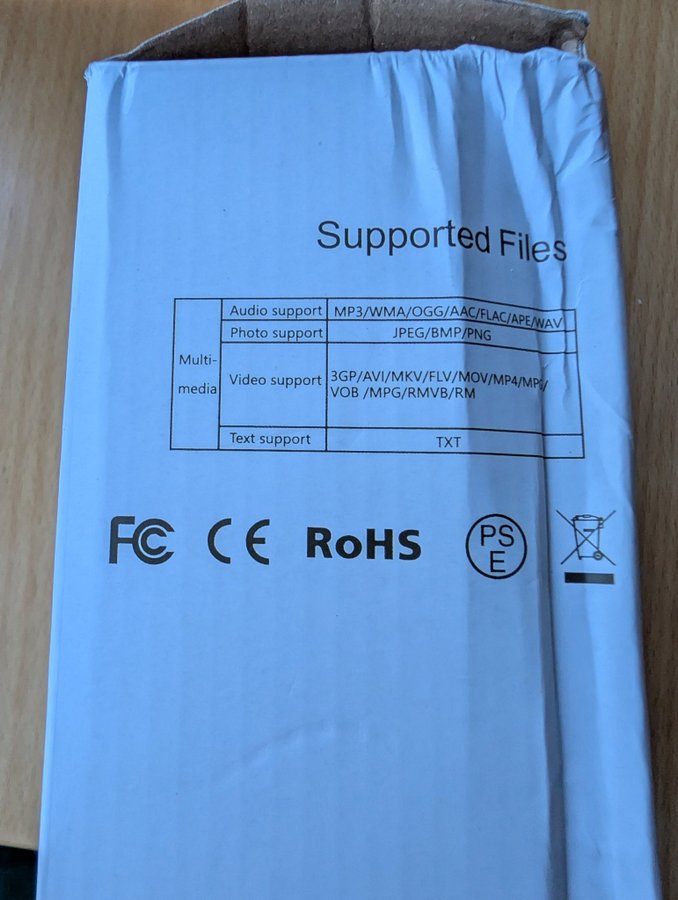 Supported Files
Multi-
media
Audio support MP3/WMA/OGG/AAC/FLAC/APE/WAV
Photo support JPEG/BMP/PNG
Video support 3GP/AVI/MKV/FLV/MOV/MP4/MPG/
VOB /MPG/RMVB/RM
Text support TXT
FC CE RoHS PS
E